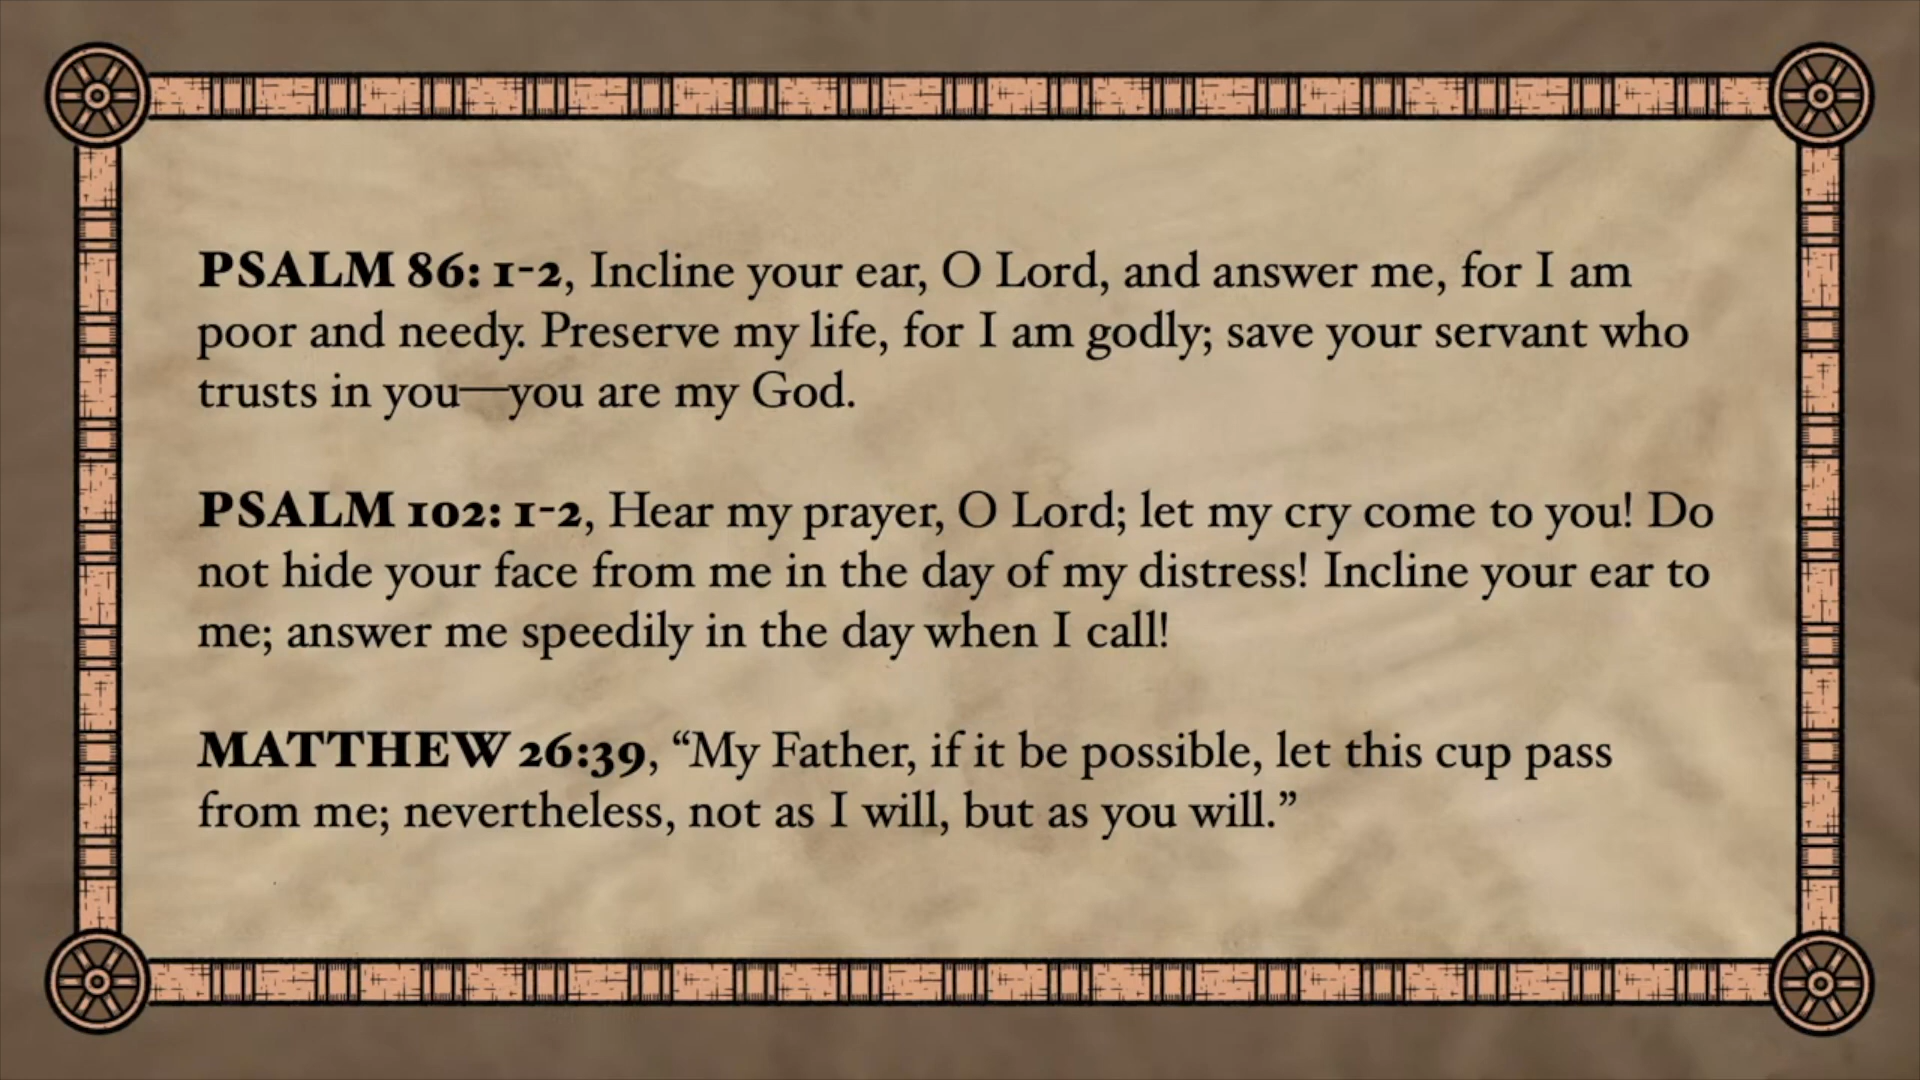 PSALM 86: 1-2, Incline your ear, O Lord, and answer me, for I am
poor and needy. Preserve my life, for I am godly; save your servant who
trusts in you—you are my God.
PSALM 102: 1-2, Hear my prayer, O Lord; let my cry come to you! Do
not hide your face from me in the day of my distress! Incline your ear to
me; answer me speedily in the day when I call!
MATTHEW 26:39, “My Father, if it be possible, let this cup pass
from me; nevertheless, not as I will, but as you will.”